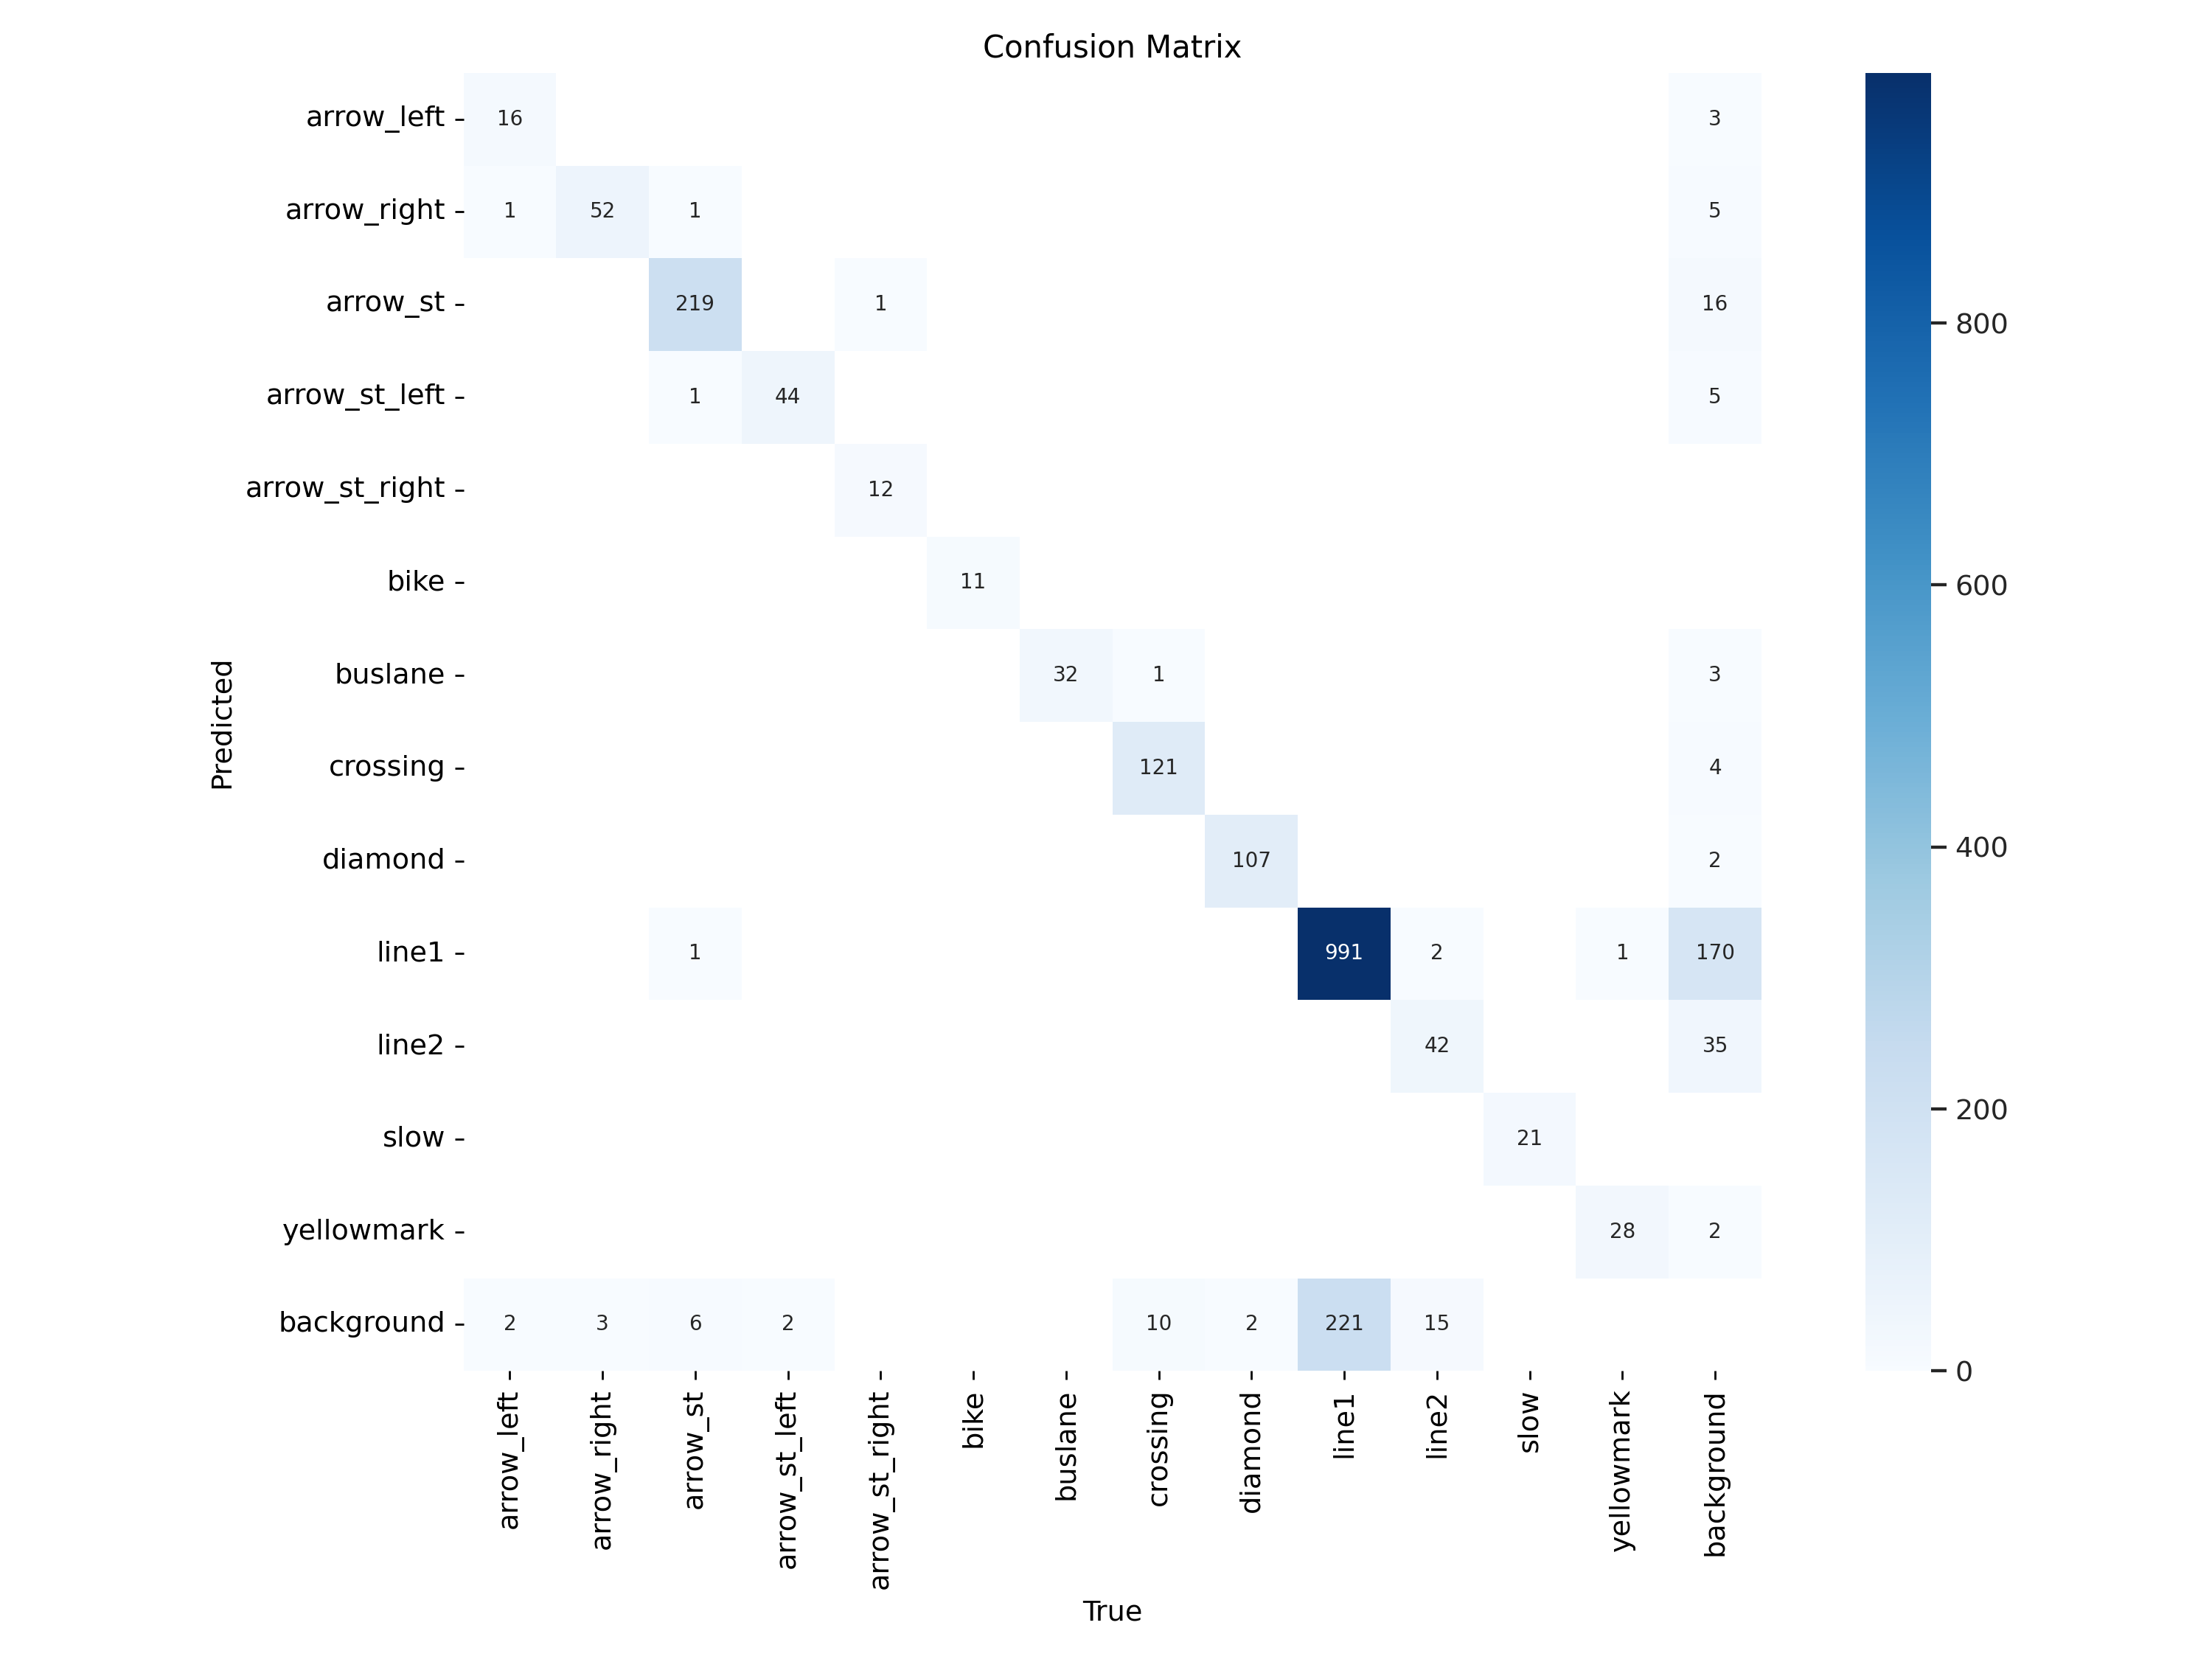 Confusion Matrix
arrow_left 16 3
arrow_right 1 52 1 5
arrow_st 219 1 16
arrow_st_left 1 44 5
arrow_st_right 12
bike 11
buslane 32 1 3
crossing 121 4
diamond 107 2
line1 1 991 2 1 170
line2 42 35
slow 21
yellowmark 28 2
background 2 3 6 2 10 2 221 15
Predicted
arrow_left
arrow_right
arrow_st
arrow_st_left
arrow_st_right
bike
buslane
crossing
diamond
line1
line2
slow
yellowmark
background
True
800
600
400
200
0